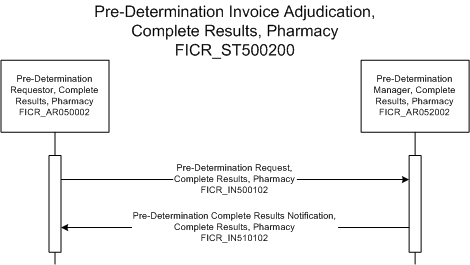 Pre-Determination Invoice Adjudication,
Complete Results, Pharmacy
FICR_ST500200
Pre-Determination
Requestor, Complete
Results, Pharmacy
FICR_AR050002
Pre-Determination
Manager, Complete
Results, Pharmacy
FICR_AR052002
Pre-Determination Request,
Complete Results, Pharmacy
FICR_IN500102
Pre-Determination Complete Results Notification,
Complete Results, Pharmacy
FICR_IN510102